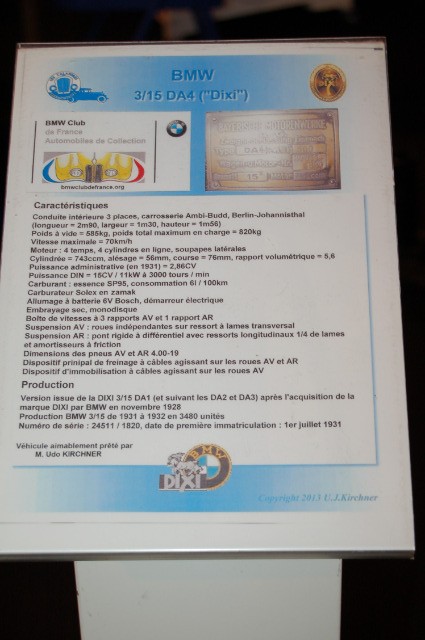 BMW
3/15 DA4 ("Dixi")
BMW Club
de France
Automobiles de Collection
bmwclubdefrance.org
Caractéristiques
Conduite intérieure 3 places, carrosserie Ambi-Budd, Berlin-Johannisthal
(longueur = 2m90, largeur = 1m30, hauteur = 1m56)
Poids à vide = 585kg, poids total maximum en charge = 820kg
Vitesse maximale = 70km/h
Moteur : 4 temps, 4 cylindres en ligne, soupapes latérales
Cylindrée = 743ccm, alésage = 56mm, course = 76mm, rapport volumétrique = 5,6
Puissance administrative (en 1931) = 2,86CV
Puissance DIN = 15CV / 11kW à 3000 tours / min
Carburant : essence SP95, consommation 6l / 100km
Carburateur Solex en zamak
Allumage à batterie 6V Bosch, démarreur électrique
Embrayage sec, monodisque
Boîte de vitesses à 3 rapports AV et 1 rapport AR
Suspension AV : roues indépendantes sur ressort à lames transversal
Suspension AR : pont rigide à différentiel avec ressorts longitudinaux 1/4 de lames
et amortisseurs à friction
Dimensions des pneus AV et AR 4.00-19
Dispositif prinipal de freinage à câbles agissant sur les roues AV et AR
Dispositif d'immobilisation à câbles agissant sur les roues AV
Production
Version issue de la DIXI 3/15 DA1 (et suivant les DA2 et DA3) après l'acquisition de la
marque DIXI par BMW en novembre 1928
Production BMW 3/15 de 1931 à 1932 en 3480 unités
Numéro de série : 24511 / 1820, date de première immatriculation : 1er juillet 1931
Véhicule aimablement prêté par
M. Udo KIRCHNER
BMW
DIXI
Copyright 2013 U.J.Kirchner